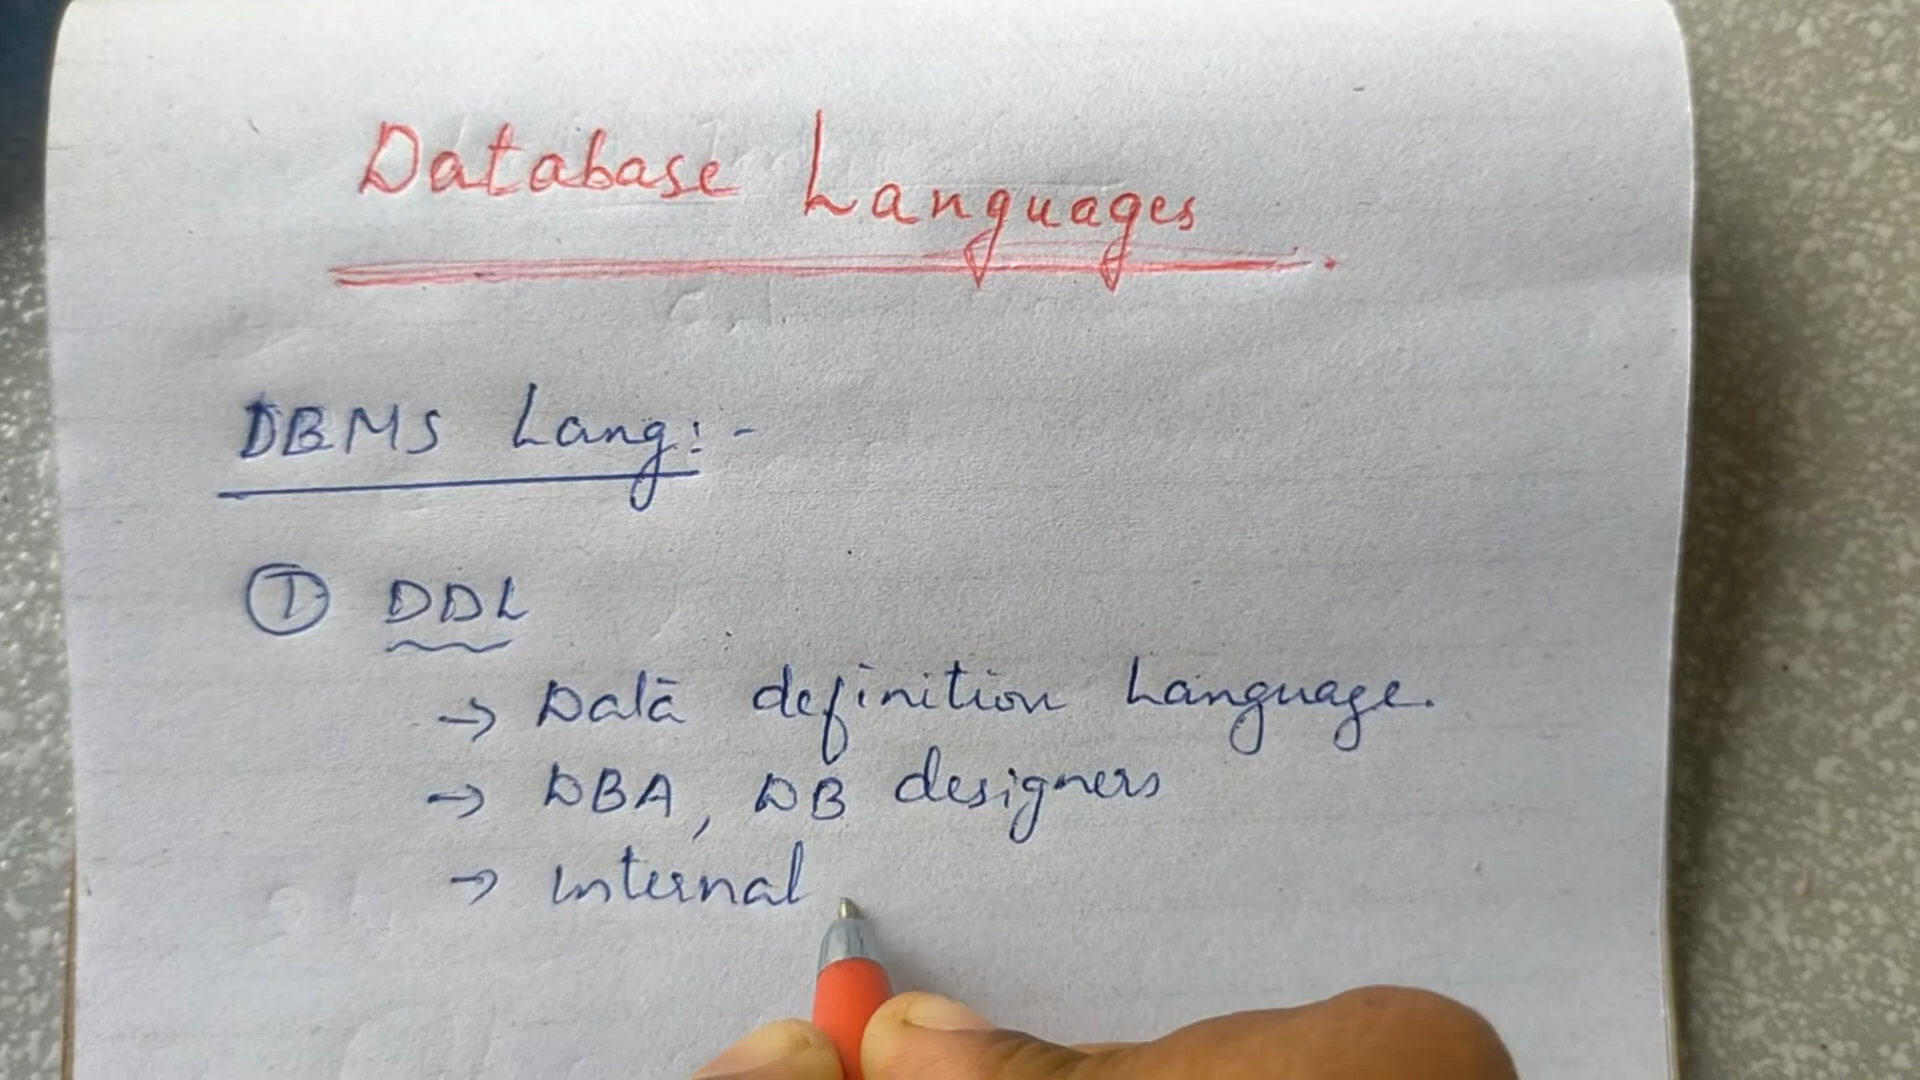 Database Languages
DBMS Lang:-
① DDL
→ Data definition Language.
→ DBA, DB designers
→ Internal